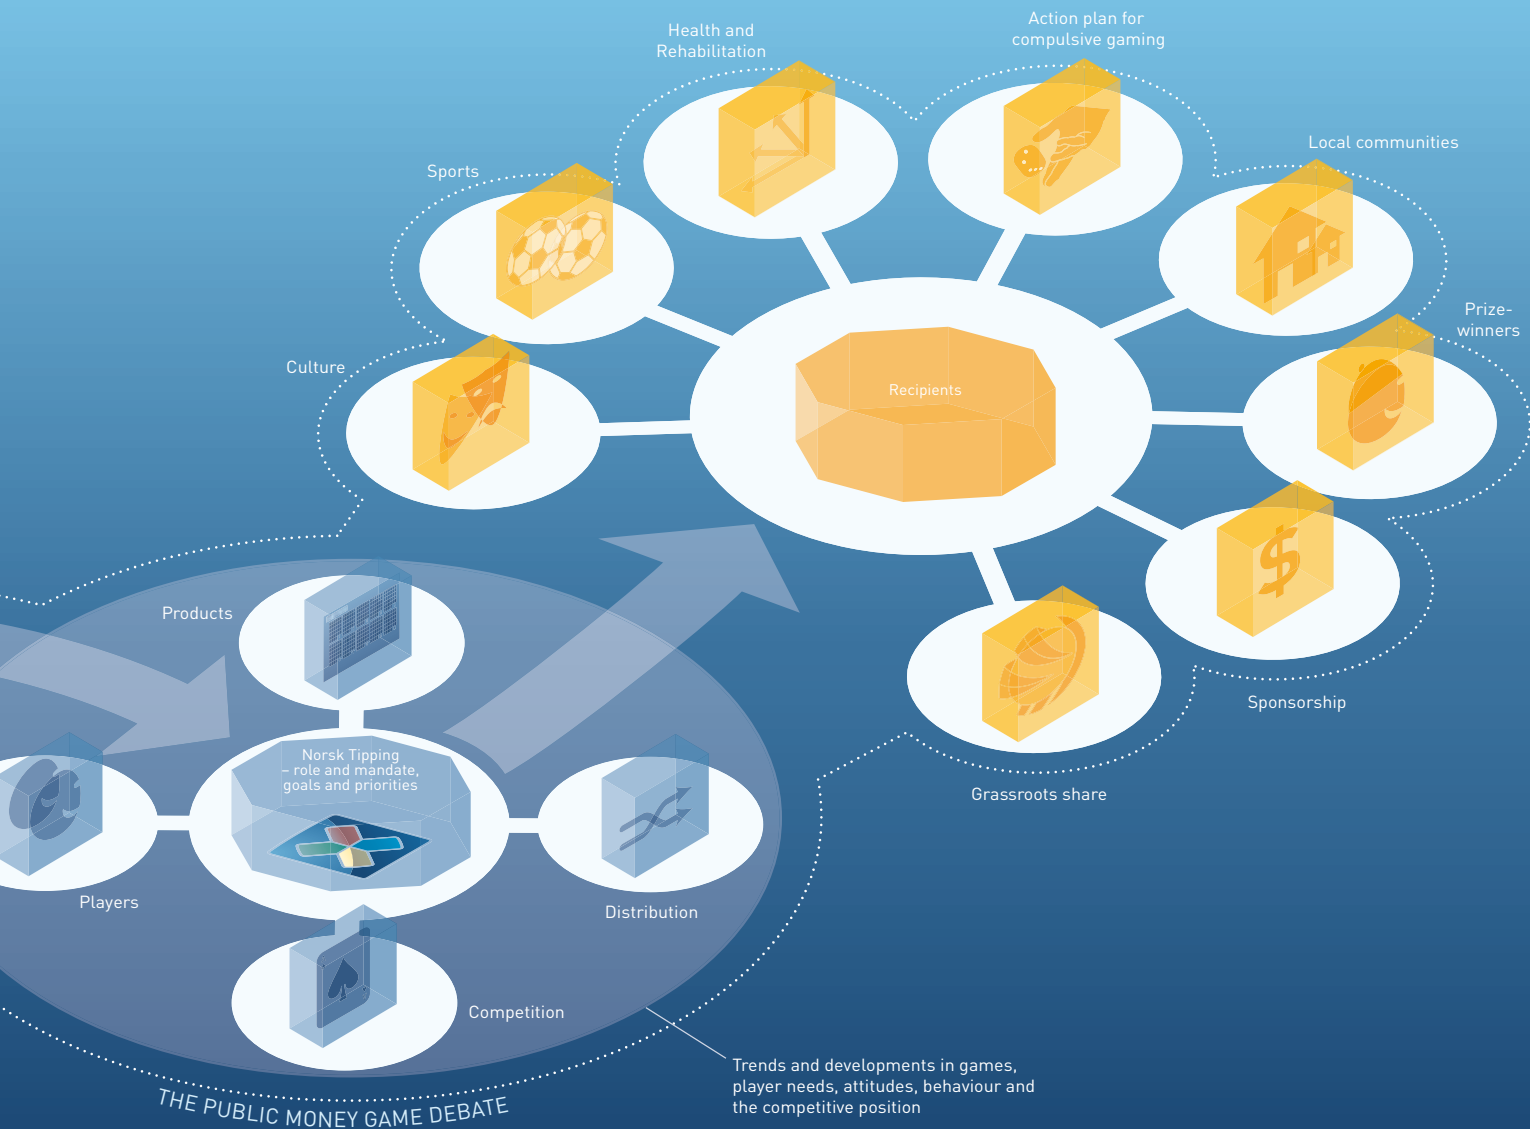 Action plan for
compulsive gaming
Health and
Rehabilitation
Local communities
Sports
Prize-
winners
Culture
Recipients
$
Products
Sponsorship
Norsk Tipping
– role and mandate,
goals and priorities
Grassroots share
Players
Distribution
Competition
Trends and developments in games,
player needs, attitudes, behaviour and
the competitive position
THE PUBLIC MONEY GAME DEBATE